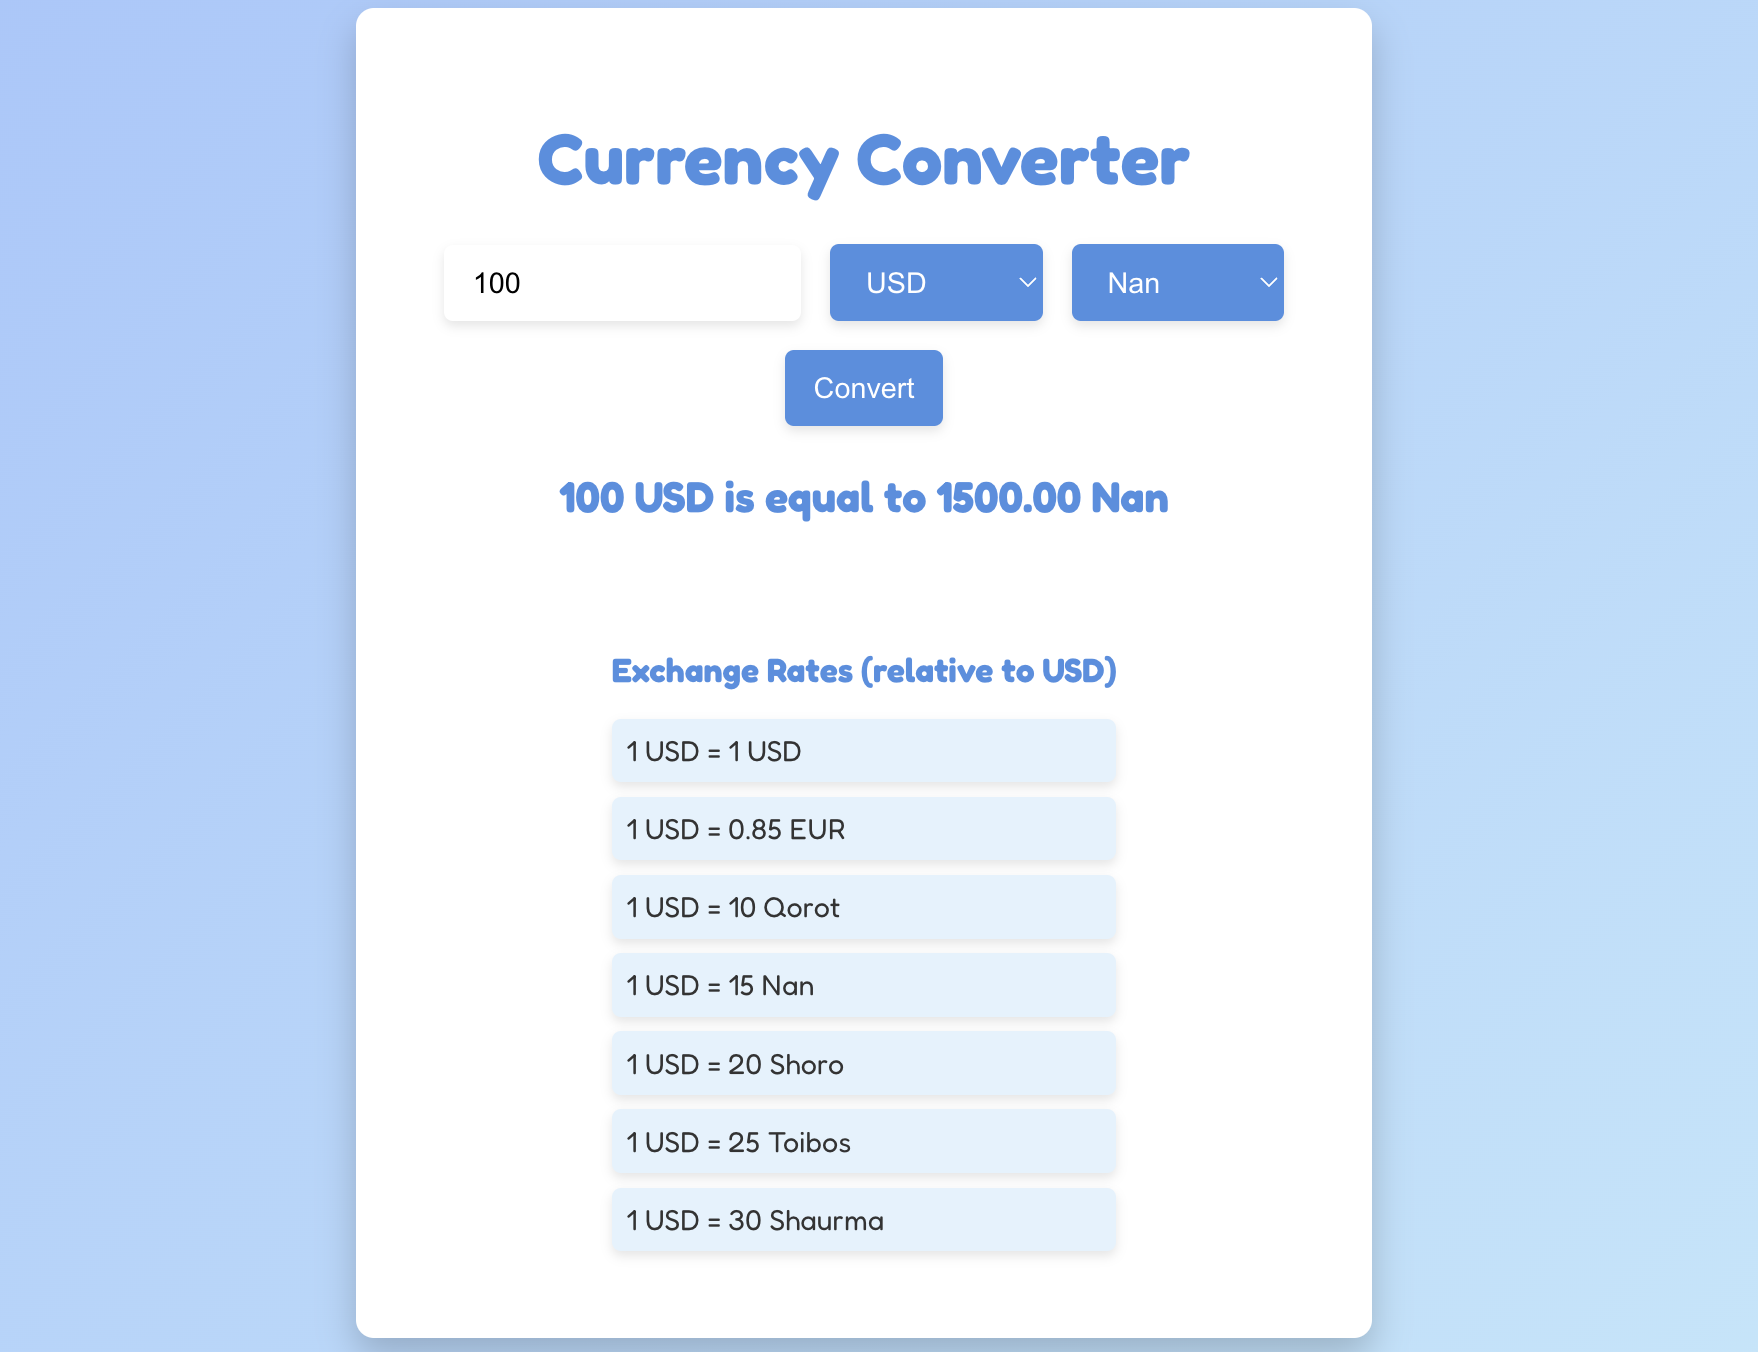 Currency Converter
100 USD Nan
Convert
100 USD is equal to 1500.00 Nan
Exchange Rates (relative to USD)
1 USD = 1 USD
1 USD = 0.85 EUR
1 USD = 10 Qorot
1 USD = 15 Nan
1 USD = 20 Shoro
1 USD = 25 Toibos
1 USD = 30 Shaurma